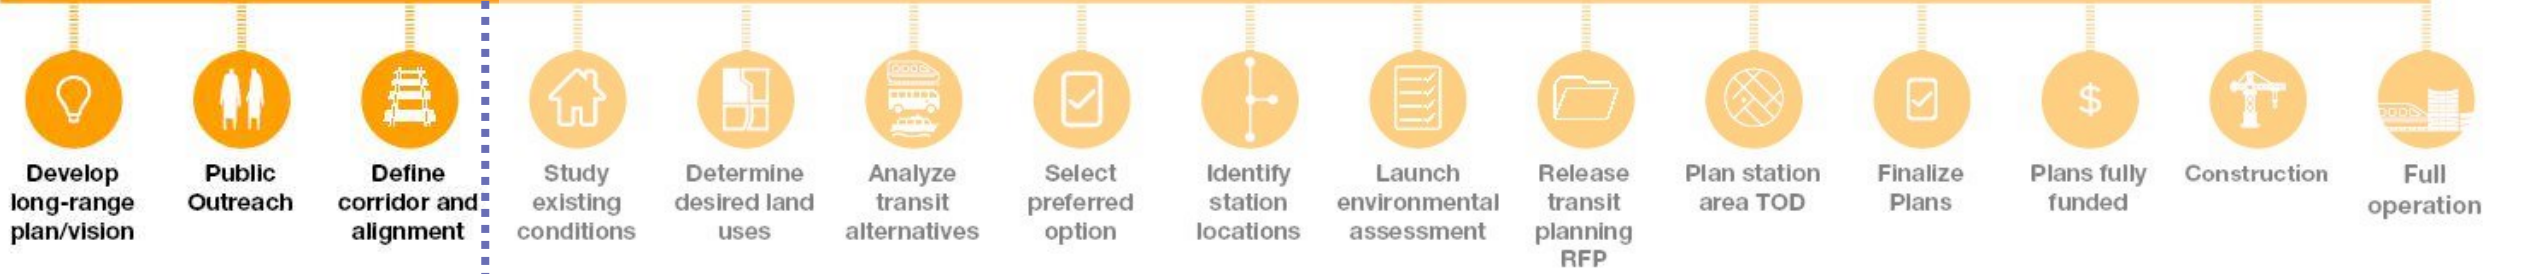 Develop
long-range
plan/vision
Public
Outreach
Define
corridor and
alignment
Study
existing
conditions
Determine
desired land
uses
Analyze
transit
alternatives
Select
preferred
option
Identify
station
locations
Launch
environmental
assessment
Release
transit
planning
RFP
Plan station
area TOD
Finalize
Plans
$
Plans fully
funded
Construction
Full
operation